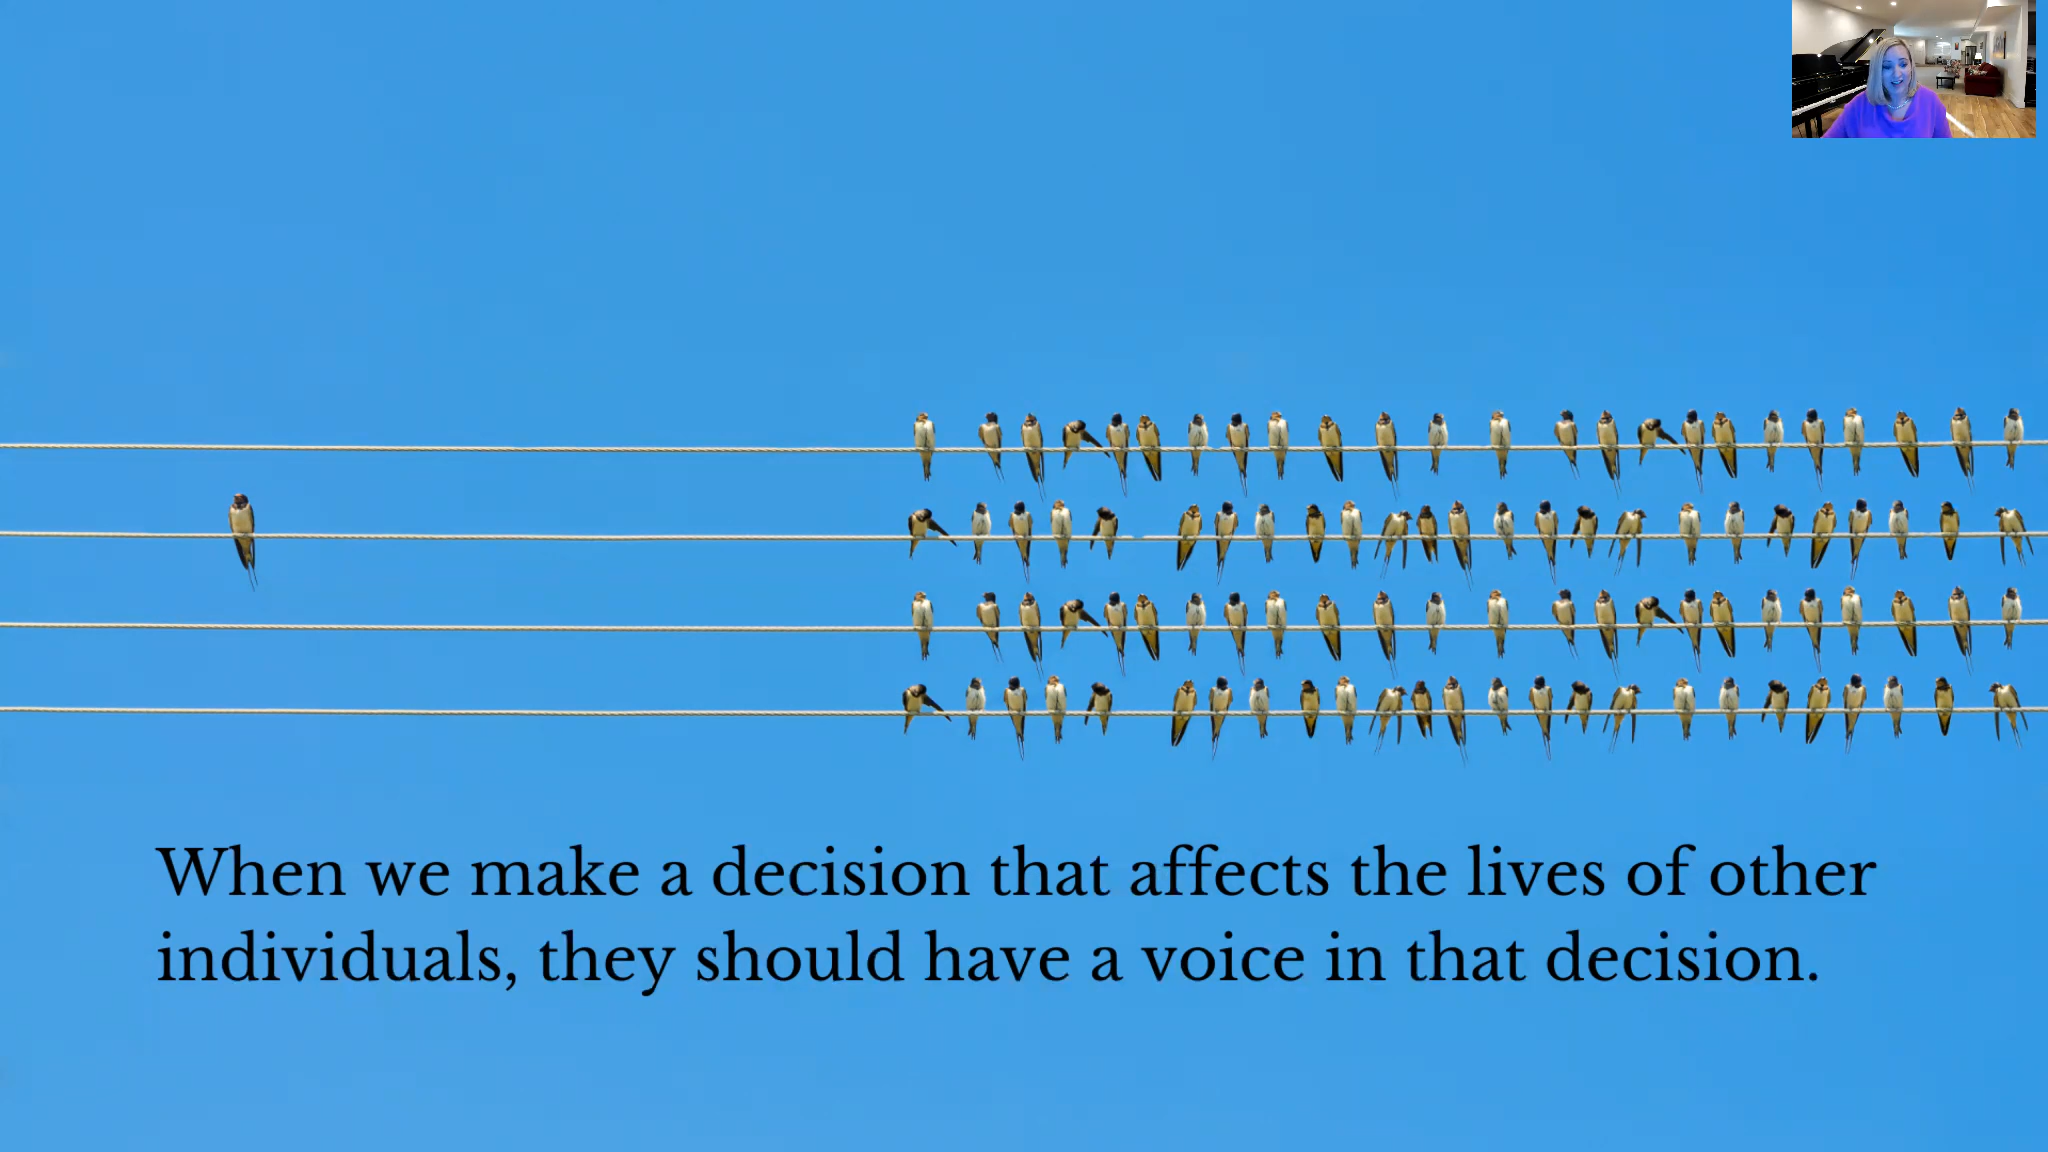 When we make a decision that affects the lives of other
individuals, they should have a voice in that decision.